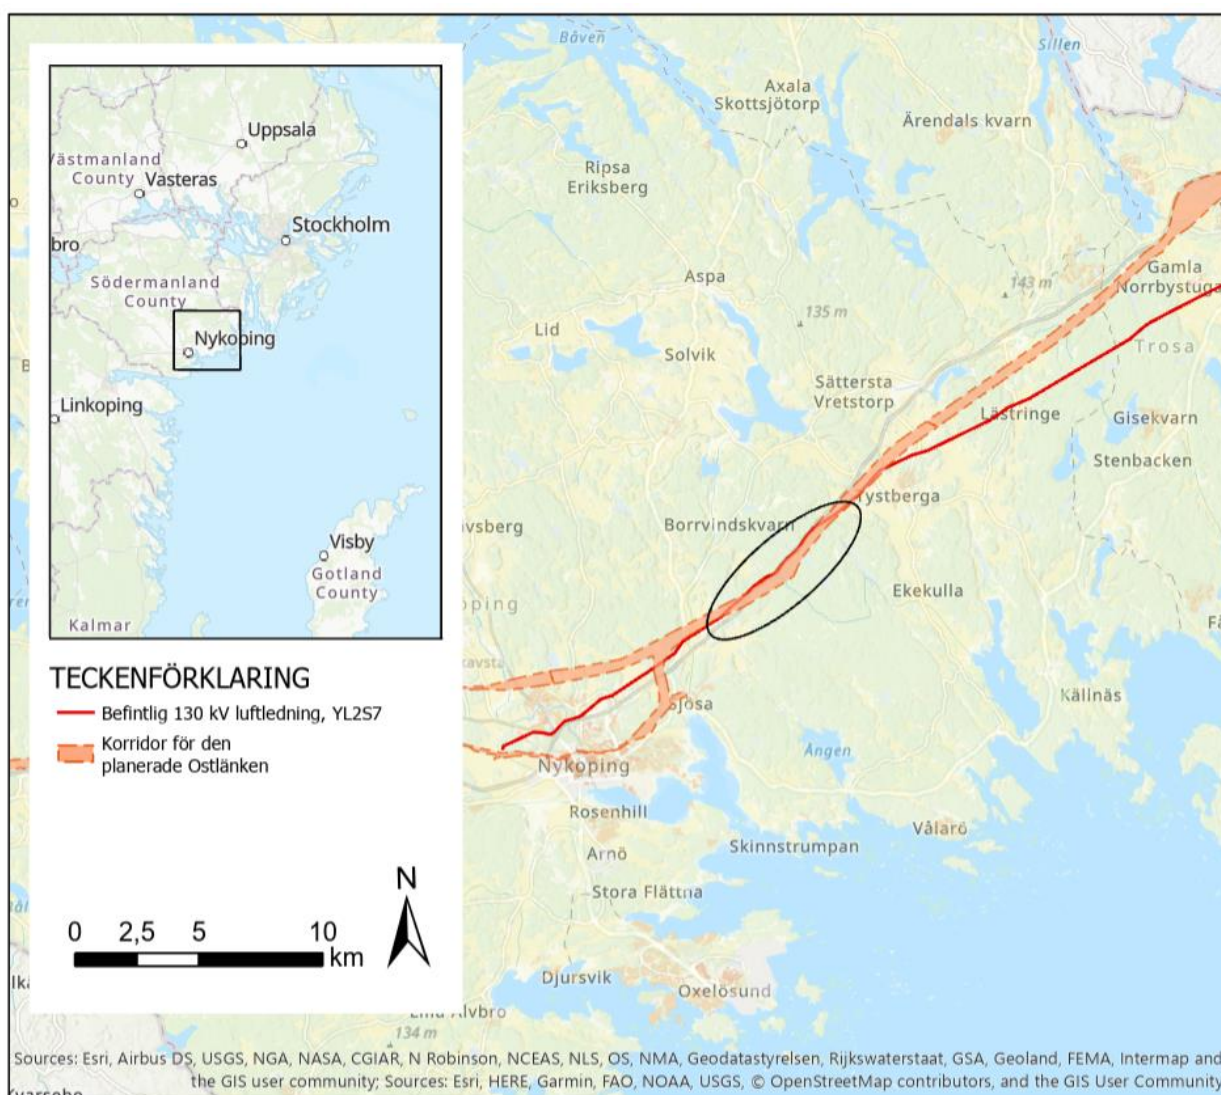 Båven
Sillen
Axala
Skottsjötorp
Ärendals kvarn
Ripsa
Eriksberg
Uppsala
Västmanland
County
Vasteras
Stockholm
bro
Södermanland
County
Nykoping
Linkoping
Visby
Gotland
County
Kalmar
Aspa
143 m
Gamla
Norrbystuga
135 m
Lid
Solvik
Trosa
Sättersta
Vretstorp
Lästringe
Gisekvarn
Stenbacken
Tystberga
avsberg
Borrvindskvarn
Ekekulla
öping
kavsta
Sjösa
Källnäs
Ången
Nyköping
Rosenhill
Vålarö
Arnö
Skinnstrumpan
Stora Flättna
Djursvik
Oxelösund
134 m
TECKENFÖRKLARING
Befintlig 130 kV luftledning, YL2S7
Korridor för den
planerade Ostlänken
N
0 2,5 5 10
km
Sources: Esri, Airbus DS, USGS, NGA, NASA, CGIAR, N Robinson, NCEAS, NLS, OS, NMA, Geodatastyrelsen, Rijkswaterstaat, GSA, Geoland, FEMA, Intermap and
the GIS user community; Sources: Esri, HERE, Garmin, FAO, NOAA, USGS, © OpenStreetMap contributors, and the GIS User Community